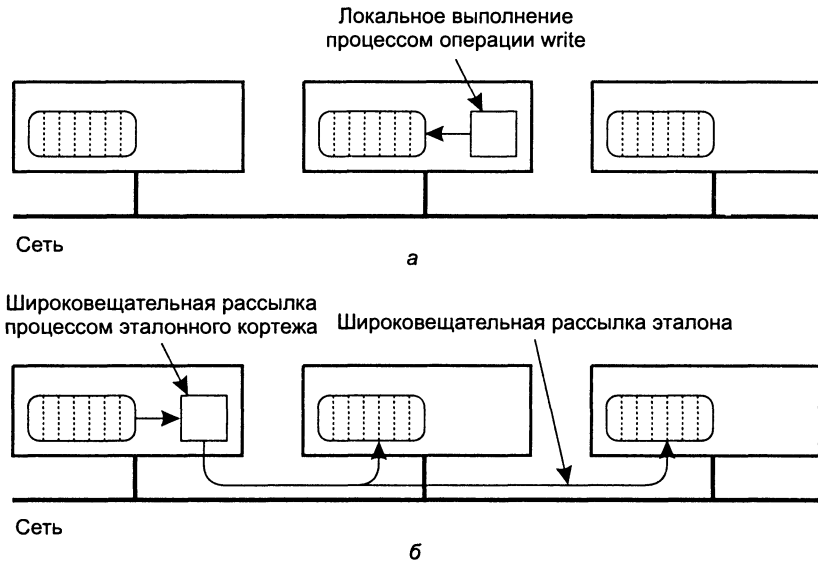 Локальное выполнение
процессом операции write
Сеть
а
Широковещательная рассылка
процессом эталонного кортежа
Широковещательная рассылка эталона
Сеть
б